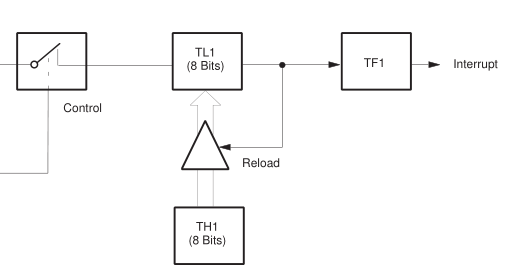 TL1
(8 Bits)
TF1
Interrupt
Control
Reload
TH1
(8 Bits)